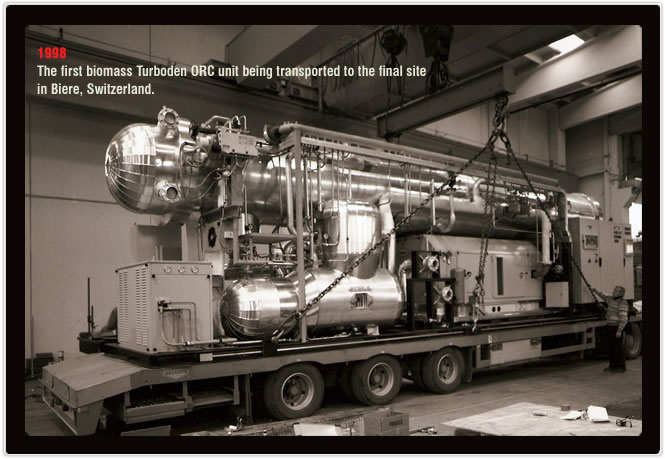 1998
The first biomass Turboden ORC unit being transported to the final site
in Biere, Switzerland.